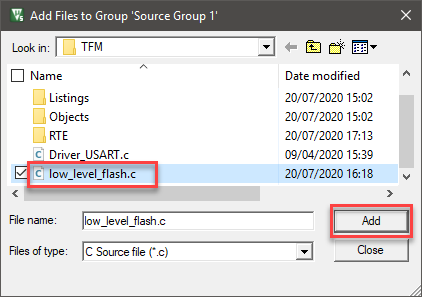 Add Files to Group 'Source Group 1'
Look in: TFM
Name Date modified
Listings 20/07/2020 15:02
Objects 20/07/2020 15:02
RTE 20/07/2020 17:13
Driver_USART.c 09/04/2020 15:39
low_level_flash.c 20/07/2020 16:18
File name: low_level_flash.c Add
Files of type: C Source file (*.c) Close